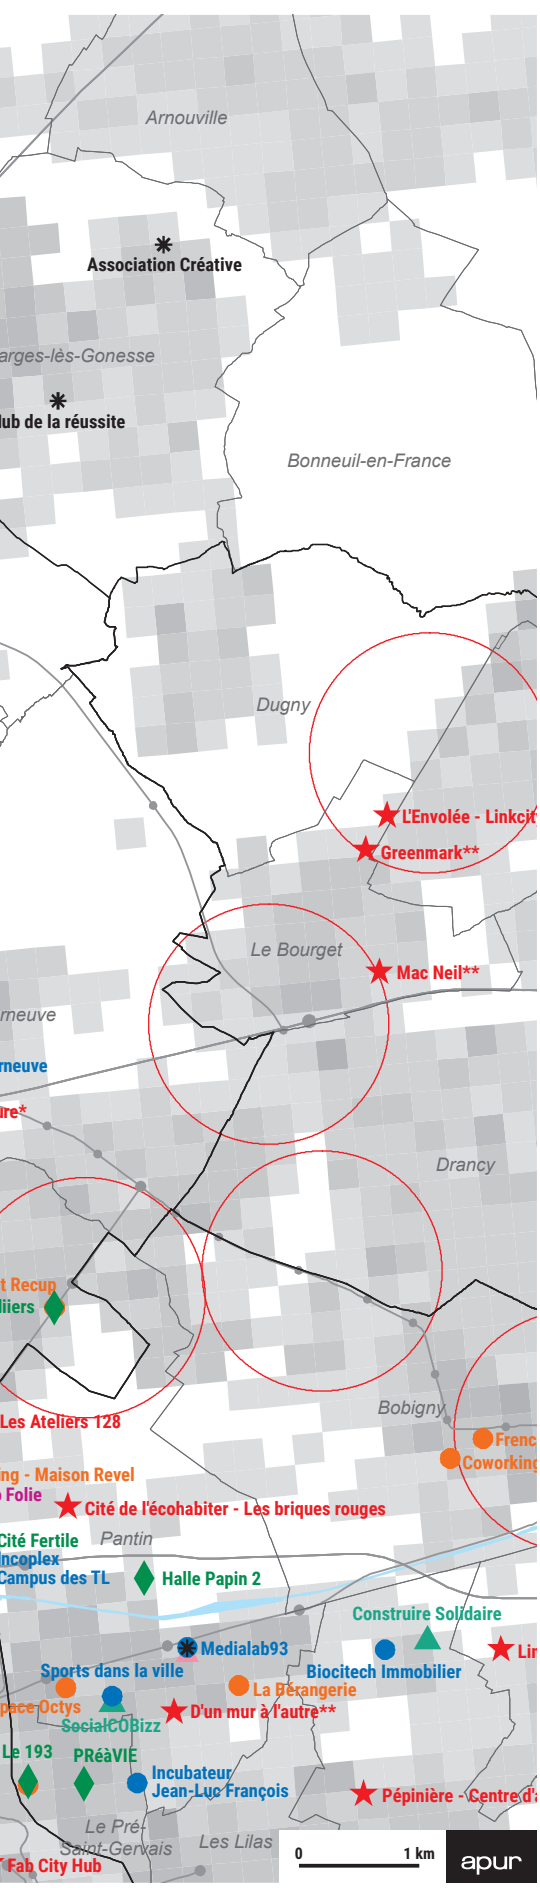 Arnouville
Association Créative
arges-lès-Gonesse
lub de la réussite
Bonneuil-en-France
Dugny
L'Envolée - Linkcit
Greenmark**
Le Bourget
Mac Neil**
rneuve
rneuve
ure*
Drancy
t Recup
lliers
Bobigny
Les Ateliers 128
Frenc
Coworking
ing - Maison Revel
o Folie
Cité de l'écohabiter - Les briques rouges
Cité Fertile
Pantin
Incoplex
Campus des TL
Halle Papin 2
Construire Solidaire
Medialab93
Lin
Biocitech Immobilier
Sports dans la ville
La Bérangerie
pace Octys
D'un mur à l'autre**
SocialCOBizz
Le 193
PRéàVIE
Incubateur
Jean-Luc François
Pépinière - Centre d'a
Le Pré-
Saint-Gervais
Les Lilas
Fab City Hub
0 1 km
apur